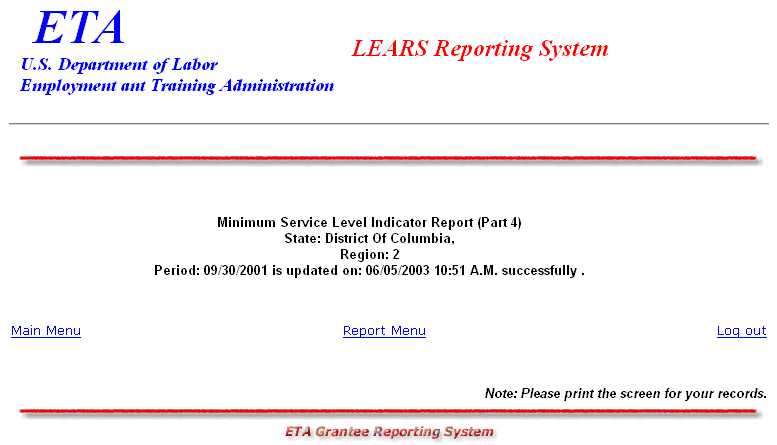 ETA
U.S. Department of Labor
Employment ant Training Administration
LEARS Reporting System
Minimum Service Level Indicator Report (Part 4)
State: District Of Columbia,
Region: 2
Period: 09/30/2001 is updated on: 06/05/2003 10:51 A.M. successfully .
Main Menu
Report Menu
Log out
Note: Please print the screen for your records.
ETA Grantee Reporting System